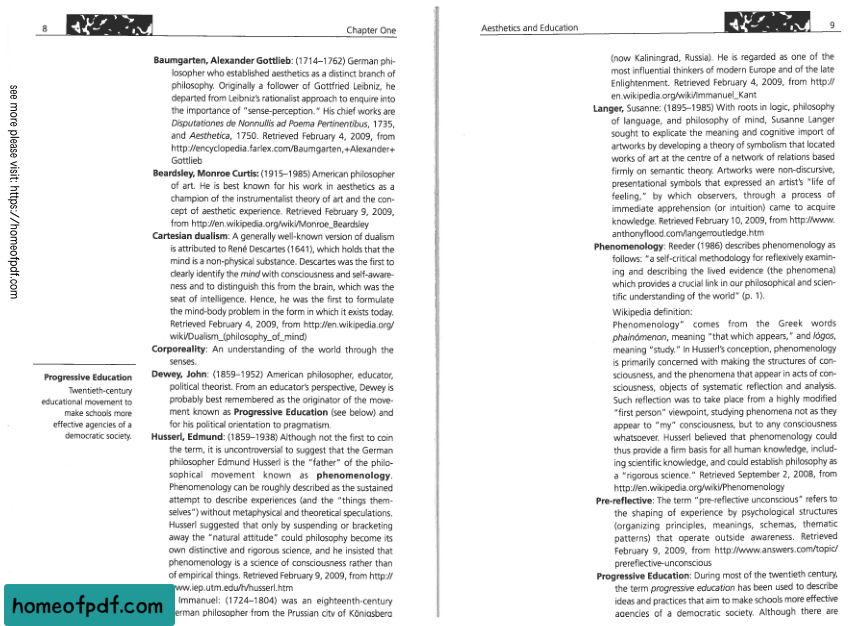 8
Chapter One
Baumgarten, Alexander Gottlieb: (1714–1762) German phi-
losopher who established aesthetics as a distinct branch of
philosophy. Originally a follower of Gottfried Leibniz, he
departed from Leibniz's rationalist approach to enquire into
the importance of "sense-perception." His chief works are
Disputationes de Nonnullis ad Poema Pertinentibus, 1735,
and Aesthetica, 1750. Retrieved February 4, 2009, from
http://encyclopedia.farlex.com/Baumgarten,+Alexander+
Gottlieb
Beardsley, Monroe Curtis: (1915–1985) American philosopher
of art. He is best known for his work in aesthetics as a
champion of the instrumentalist theory of art and the con-
cept of aesthetic experience. Retrieved February 9, 2009,
from http://en.wikipedia.org/wiki/Monroe_Beardsley
Cartesian dualism: A generally well-known version of dualism
is attributed to René Descartes (1641), which holds that the
mind is a non-physical substance. Descartes was the first to
clearly identify the mind with consciousness and self-aware-
ness and to distinguish this from the brain, which was the
seat of intelligence. Hence, he was the first to formulate
the mind-body problem in the form in which it exists today.
Retrieved February 4, 2009, from http://en.wikipedia.org/
wiki/Dualism_(philosophy_of_mind)
Corporeality: An understanding of the world through the
senses.
Dewey, John: (1859–1952) American philosopher, educator,
political theorist. From an educator's perspective, Dewey is
probably best remembered as the originator of the move-
ment known as Progressive Education (see below) and
for his political orientation to pragmatism.
Husserl, Edmund: (1859–1938) Although not the first to coin
the term, it is uncontroversial to suggest that the German
philosopher Edmund Husserl is the "father" of the philo-
sophical movement known as phenomenology.
Phenomenology can be roughly described as the sustained
attempt to describe experiences (and the "things them-
selves") without metaphysical and theoretical speculations.
Husserl suggested that only by suspending or bracketing
away the "natural attitude" could philosophy become its
own distinctive and rigorous science, and he insisted that
phenomenology is a science of consciousness rather than
of empirical things. Retrieved February 9, 2009, from http://
www.iep.utm.edu/h/husserl.htm
Immanuel: (1724–1804) was an eighteenth-century
German philosopher from the Prussian city of Königsberg
Progressive Education
Twentieth-century
educational movement to
make schools more
effective agencies of a
democratic society.
see more please visit: https://homeofpdf.com
homeofpdf.com
Aesthetics and Education
9
(now Kaliningrad, Russia). He is regarded as one of the
most influential thinkers of modern Europe and of the late
Enlightenment. Retrieved February 4, 2009, from http://
en.wikipedia.org/wiki/Immanuel_Kant
Langer, Susanne: (1895–1985) With roots in logic, philosophy
of language, and philosophy of mind, Susanne Langer
sought to explicate the meaning and cognitive import of
artworks by developing a theory of symbolism that located
works of art at the centre of a network of relations based
firmly on semantic theory. Artworks were non-discursive,
presentational symbols that expressed an artist's "life of
feeling," by which observers, through a process of
immediate apprehension (or intuition) came to acquire
knowledge. Retrieved February 10, 2009, from http://www.
anthonyflood.com/langerroutledge.htm
Phenomenology: Reeder (1986) describes phenomenology as
follows: "a self-critical methodology for reflexively examin-
ing and describing the lived evidence (the phenomena)
which provides a crucial link in our philosophical and scien-
tific understanding of the world" (p. 1).
Wikipedia definition:
Phenomenology" comes from the Greek words
phainómenon, meaning "that which appears," and lógos,
meaning "study." In Husserl's conception, phenomenology
is primarily concerned with making the structures of con-
sciousness, and the phenomena that appear in acts of con-
sciousness, objects of systematic reflection and analysis.
Such reflection was to take place from a highly modified
"first person" viewpoint, studying phenomena not as they
appear to "my" consciousness, but to any consciousness
whatsoever. Husserl believed that phenomenology could
thus provide a firm basis for all human knowledge, includ-
ing scientific knowledge, and could establish philosophy as
a "rigorous science." Retrieved September 2, 2008, from
http://en.wikipedia.org/wiki/Phenomenology
Pre-reflective: The term "pre-reflective unconscious" refers to
the shaping of experience by psychological structures
(organizing principles, meanings, schemas, thematic
patterns) that operate outside awareness. Retrieved
February 9, 2009, from http://www.answers.com/topic/
prereflective-unconscious
Progressive Education: During most of the twentieth century,
the term progressive education has been used to describe
ideas and practices that aim to make schools more effective
agencies of a democratic society. Although there are